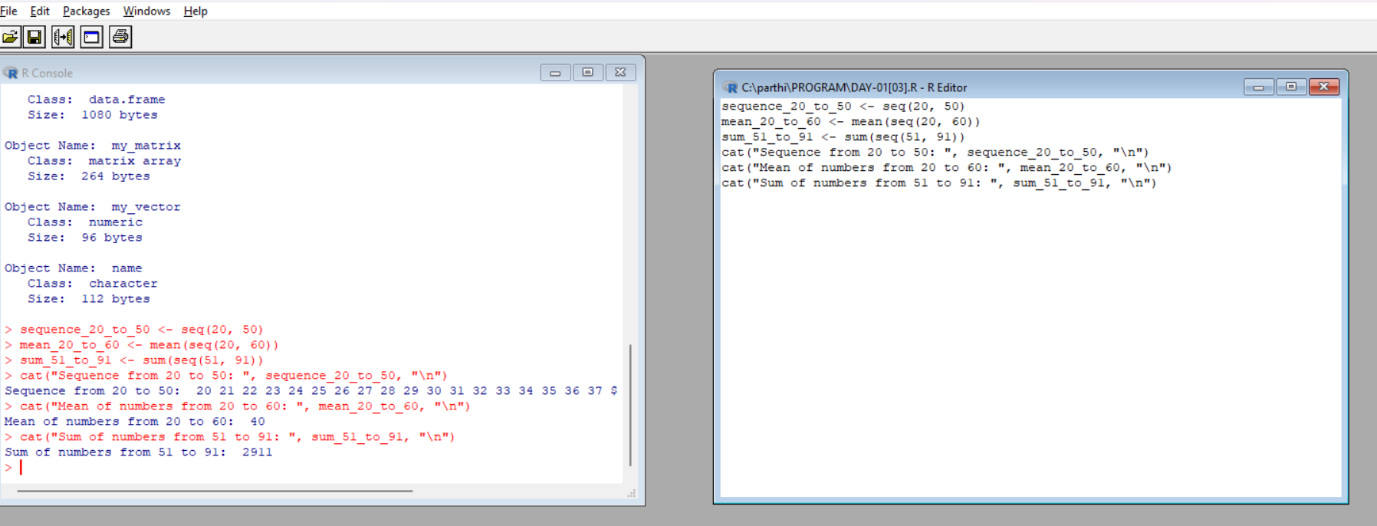 File Edit Packages Windows Help
R Console
Class:  data.frame
Size:  1080 bytes
Object Name:  my_matrix
Class:  matrix array
Size:  264 bytes
Object Name:  my_vector
Class:  numeric
Size:  96 bytes
Object Name:  name
Class:  character
Size:  112 bytes
> sequence_20_to_50 <- seq(20, 50)
> mean_20_to_60 <- mean(seq(20, 60))
> sum_51_to_91 <- sum(seq(51, 91))
> cat("Sequence from 20 to 50: ", sequence_20_to_50, "\n")
Sequence from 20 to 50:  20 21 22 23 24 25 26 27 28 29 30 31 32 33 34 35 36 37 $
> cat("Mean of numbers from 20 to 60: ", mean_20_to_60, "\n")
Mean of numbers from 20 to 60:  40
> cat("Sum of numbers from 51 to 91: ", sum_51_to_91, "\n")
Sum of numbers from 51 to 91:  2911
>
C:\parthi\PROGRAM\DAY-01[03].R - R Editor
sequence_20_to_50 <- seq(20, 50)
mean_20_to_60 <- mean(seq(20, 60))
sum_51_to_91 <- sum(seq(51, 91))
cat("Sequence from 20 to 50: ", sequence_20_to_50, "\n")
cat("Mean of numbers from 20 to 60: ", mean_20_to_60, "\n")
cat("Sum of numbers from 51 to 91: ", sum_51_to_91, "\n")